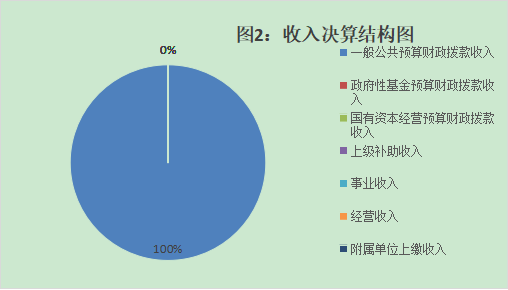 图2：收入决算结构图
0%
100%
一般公共预算财政拨款收入
政府性基金预算财政拨款收
入
国有资本经营预算财政拨款
收入
上级补助收入
事业收入
经营收入
附属单位上缴收入